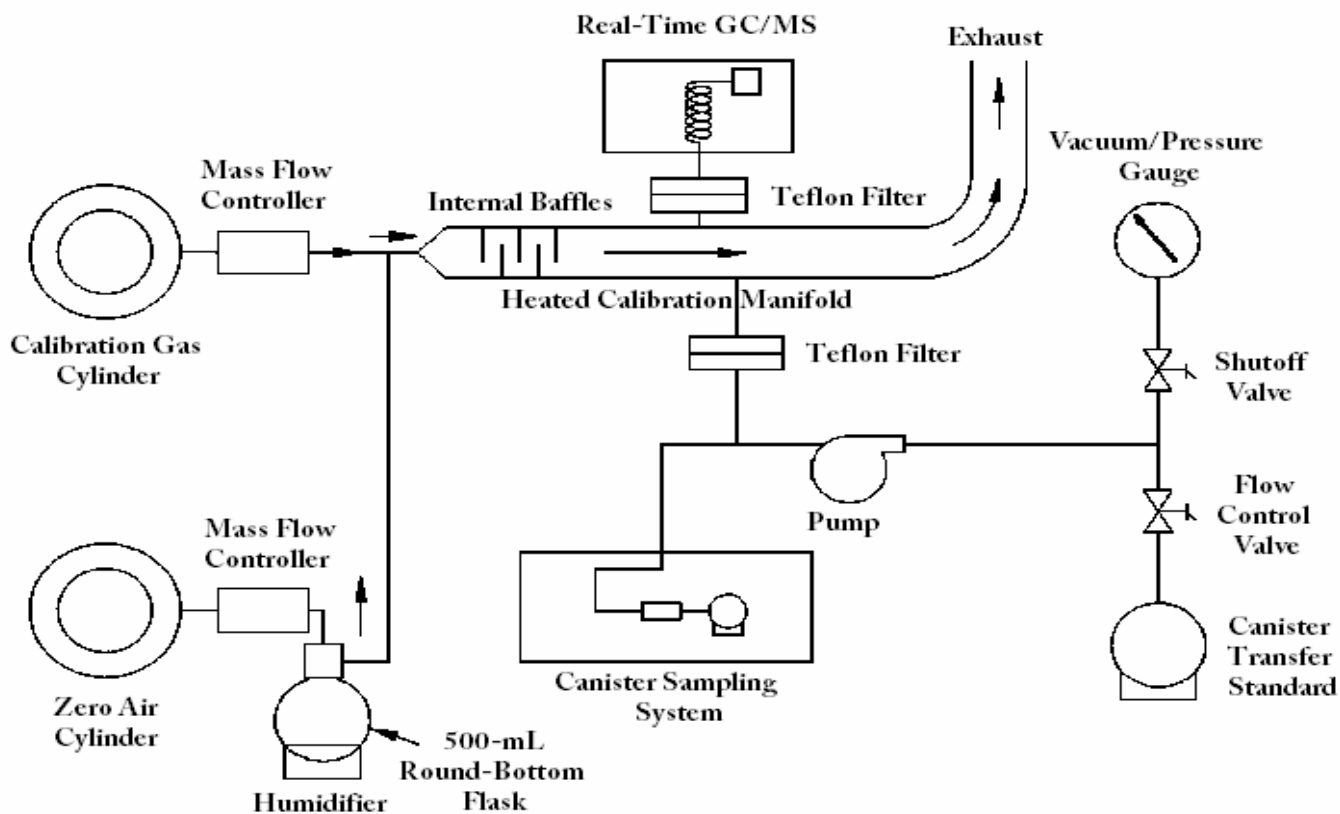 Real-Time GC/MS
Exhaust
Mass Flow
Controller
Vacuum/Pressure
Gauge
Internal Baffles
Teflon Filter
Heated Calibration Manifold
Calibration Gas
Cylinder
Teflon Filter
Shutoff
Valve
Pump
Flow
Control
Valve
Mass Flow
Controller
Canister
Transfer
Standard
Canister Sampling
System
Zero Air
Cylinder
500-mL
Round-Bottom
Flask
Humidifier